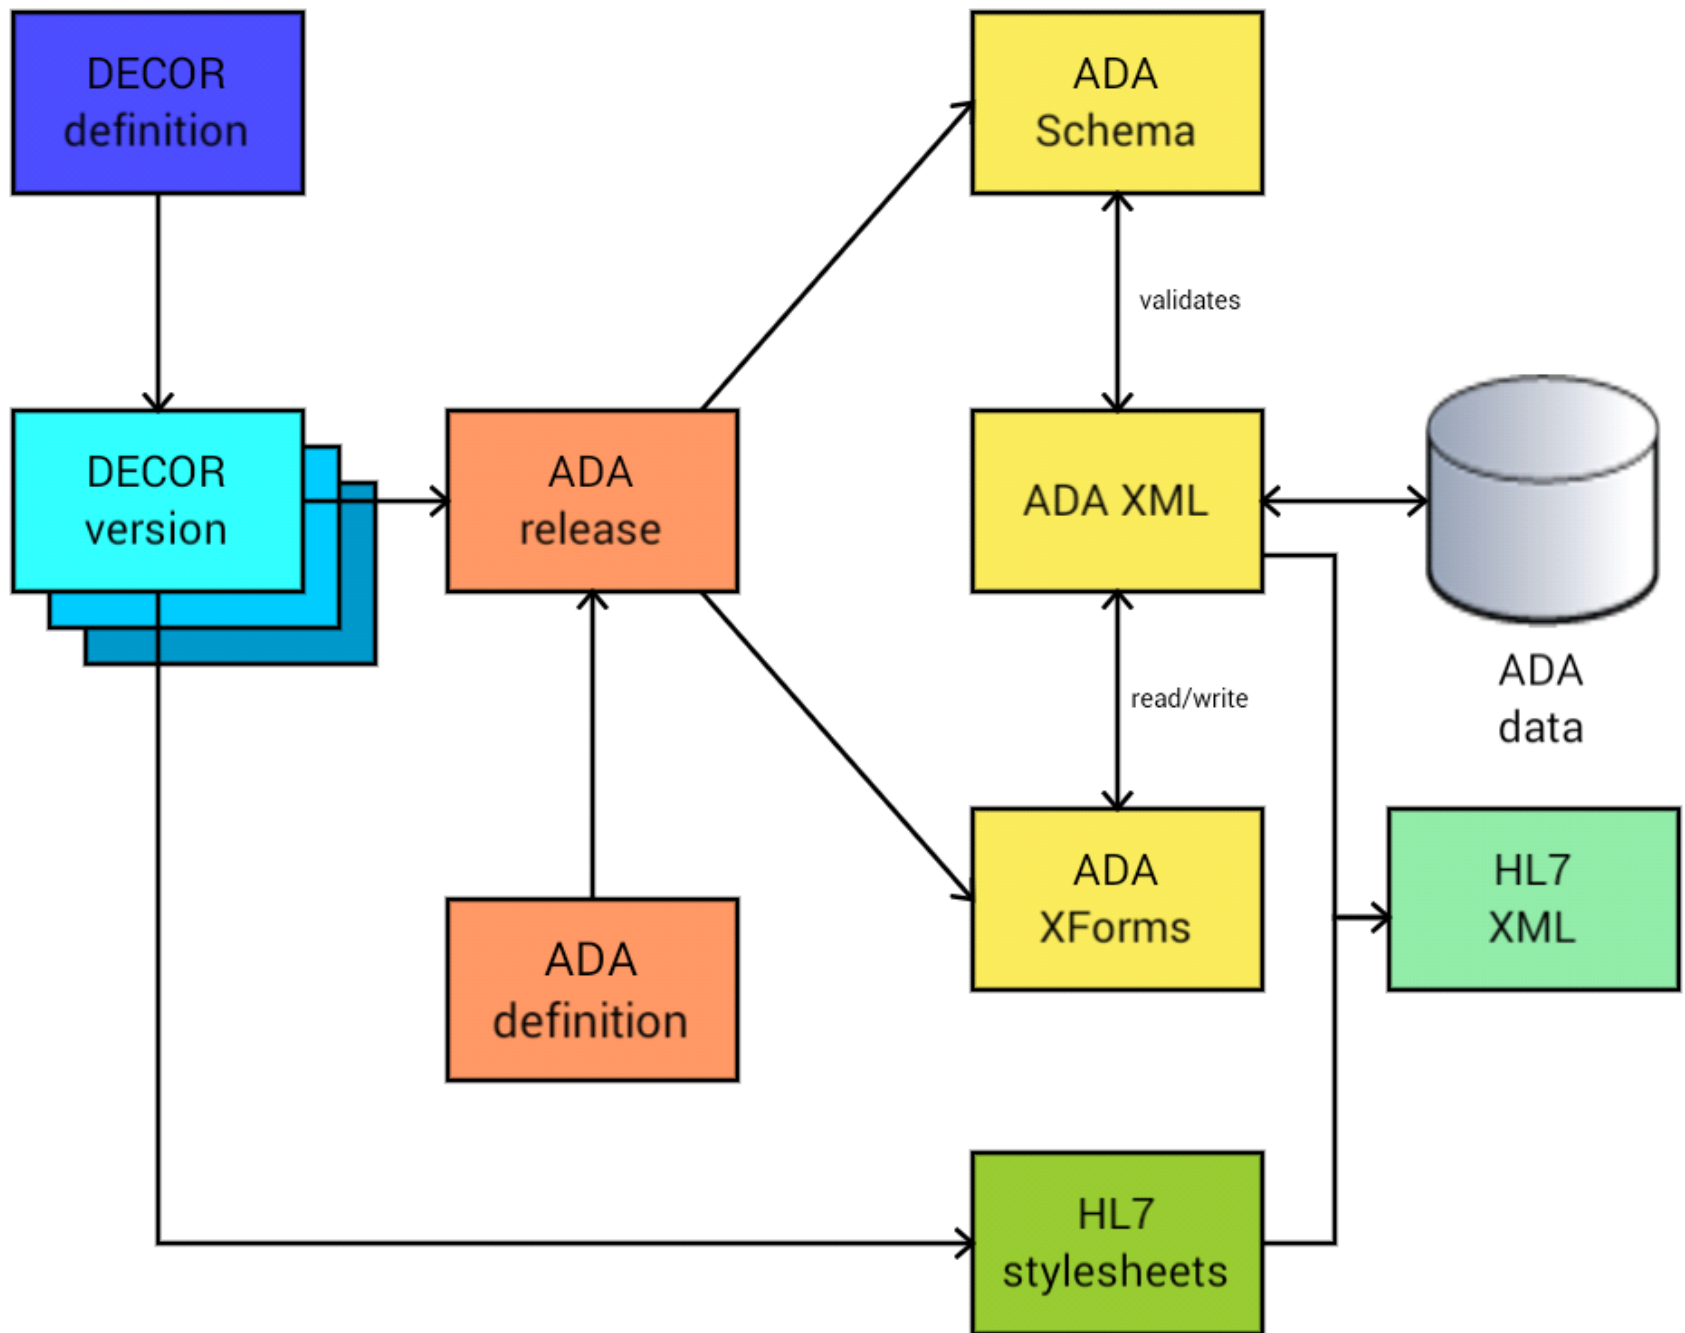 DECOR
definition
ADA
Schema
validates
DECOR
version
ADA
release
ADA XML
ADA
data
read/write
ADA
XForms
HL7
XML
ADA
definition
HL7
stylesheets